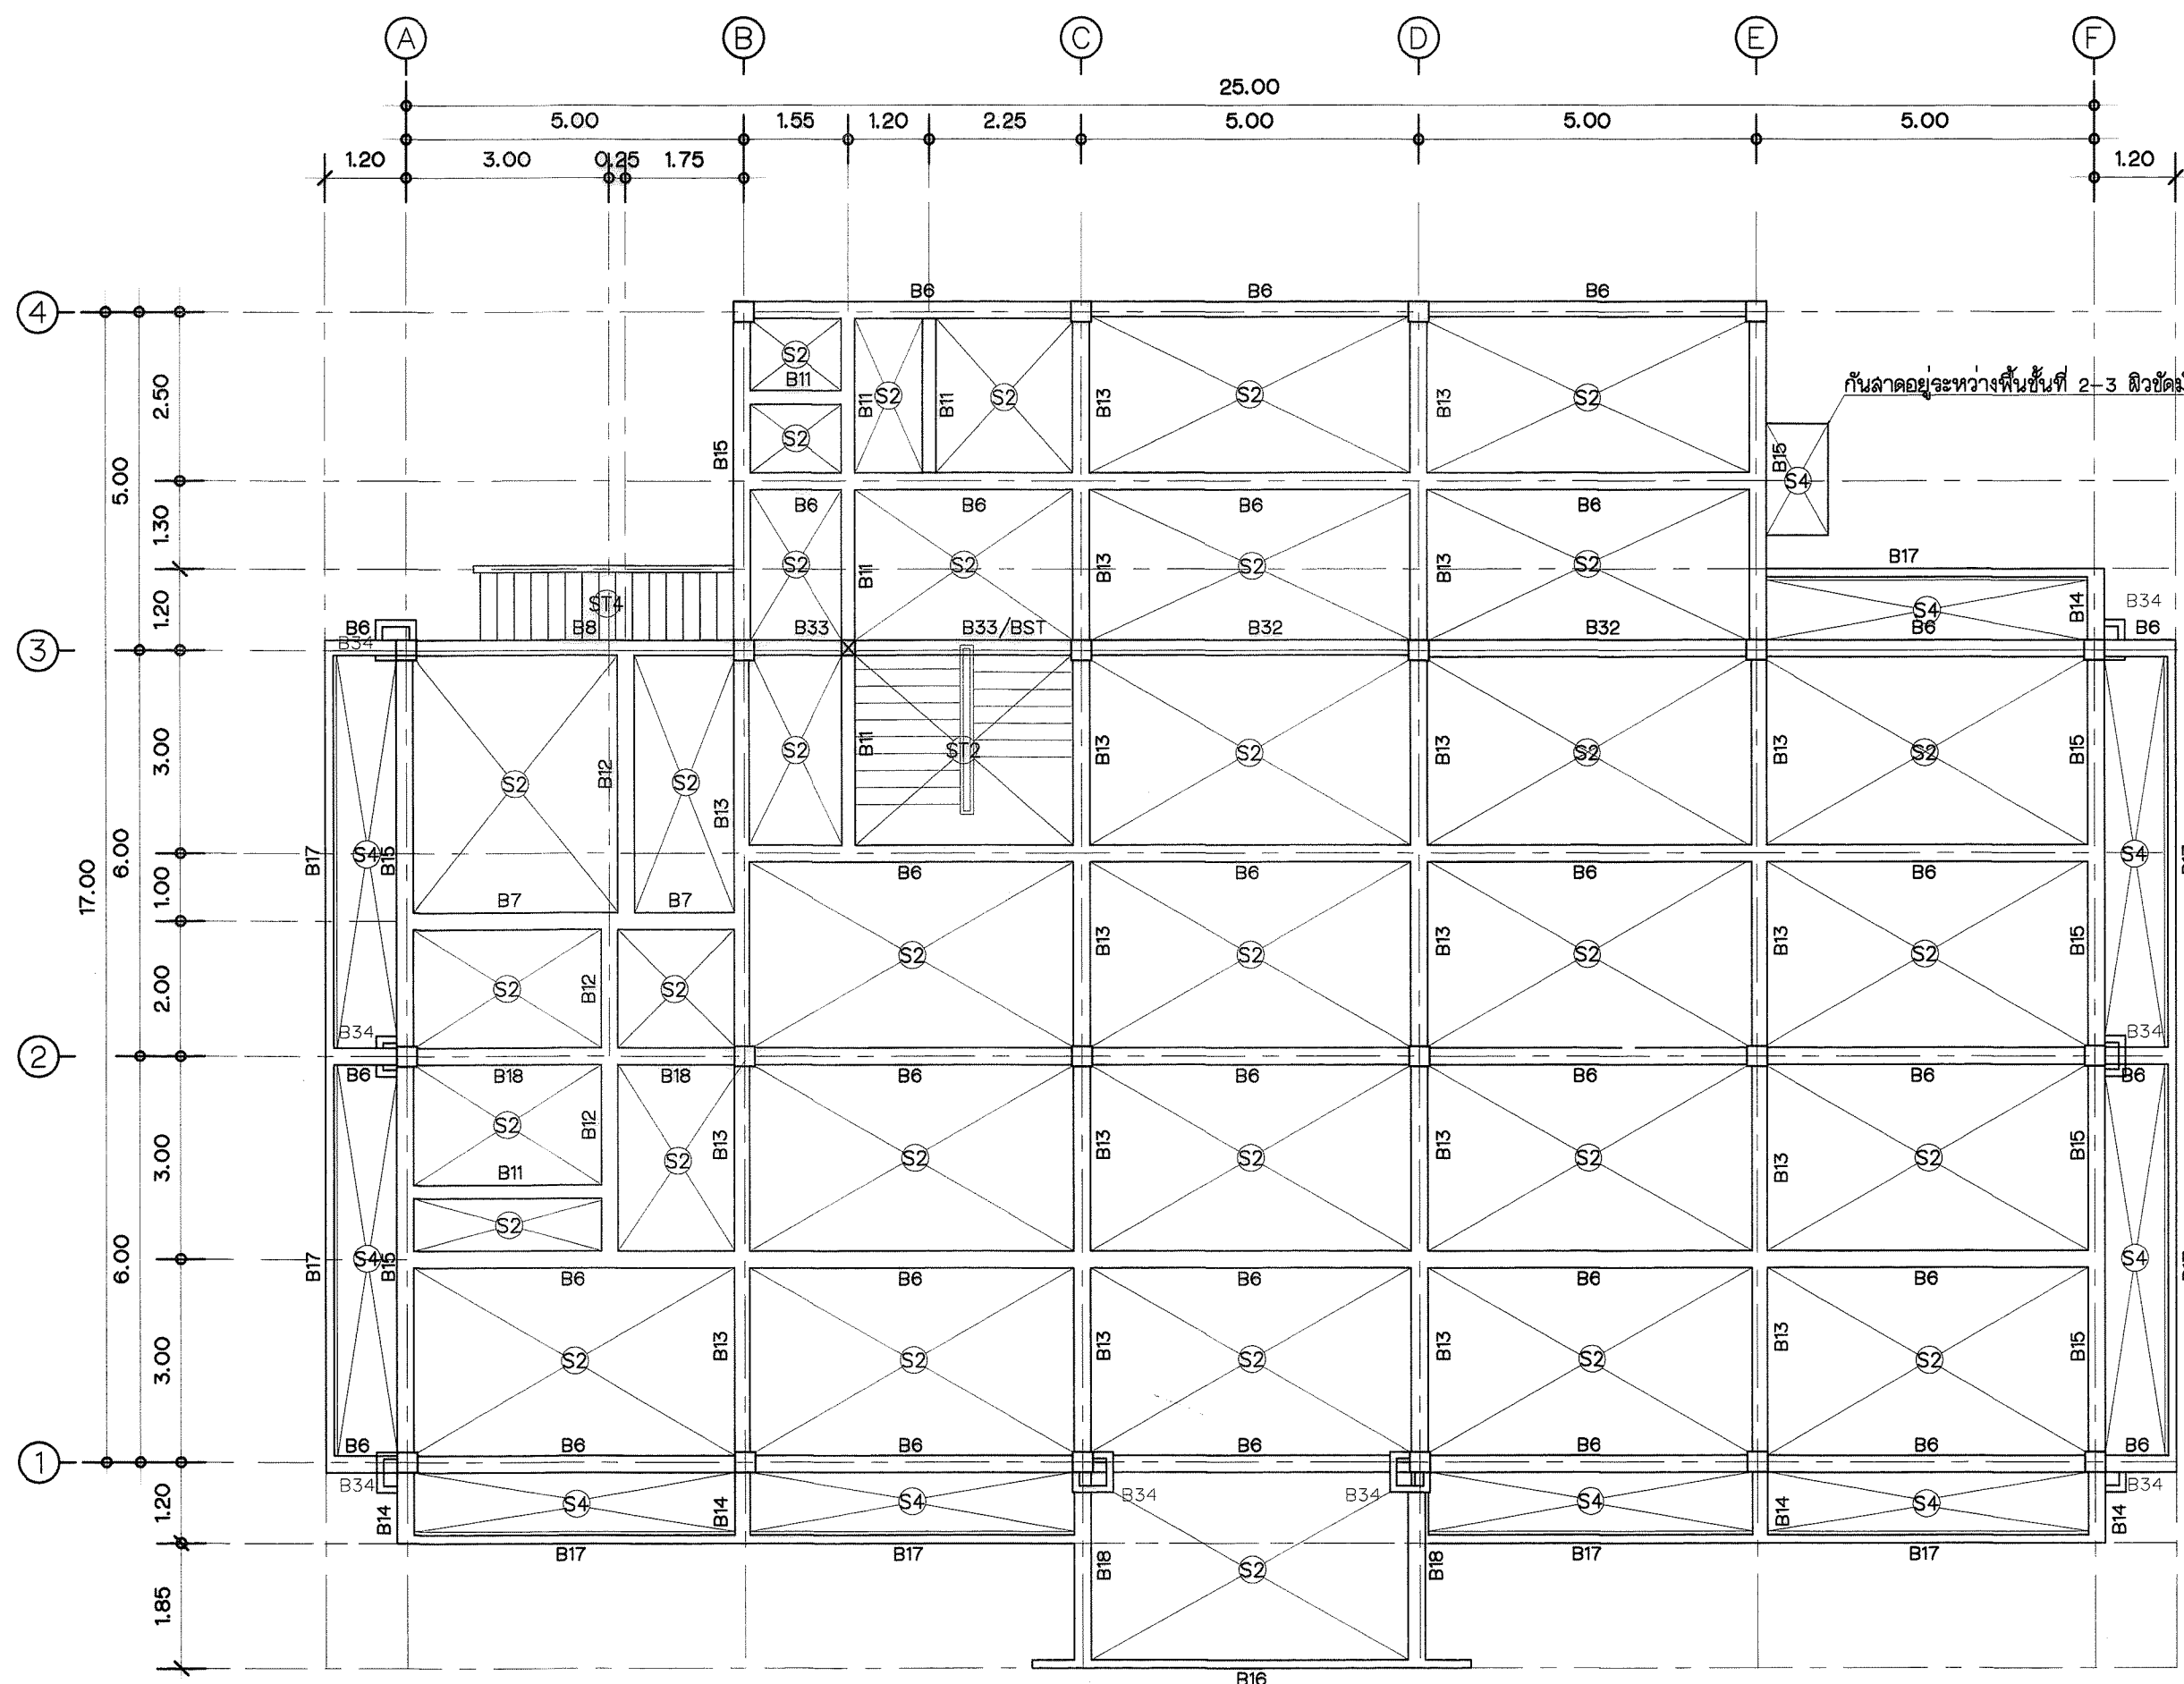 A B C D E F
25.00
5.00 1.55 1.20 2.25 5.00 5.00 5.00
1.20 3.00 0.25 1.75 1.20
4
B6 B6 B6
S2
B11
S2 S2 S2 S2
B11 B11 B13 B13
กันสาดอยู่ระหว่างพื้นชั้นที่ 2-3 ผิวขัดมั
2.50
S2
B15 B15
5.00
S4
B6 B6 B6 B6
1.30
B17
S2 S2 S2 S2
B11 B13 B13
1.20
ST4 S4 B14 B34
B6 B8 B33 B33/BST B32 B32 B6 B6
3
B34
3.00
S2 S2 S2 ST2 S2 S2 S2
B12 B13 B11 B13 B13 B13 B15
17.00 6.00
B17 S4 B15 S4
1.00
B7 B7 B6 B6 B6 B6
2.00
S2 S2 S2 S2 S2 S2
B12 B13 B13 B13 B15
B34 B34
2
B6 B18 B18 B6 B6 B6 B6 B6
3.00
S2 B12 S2 B13 S2 B13 S2 B13 S2 B13 S2 B15
B11
S2
6.00
B17 S4 B15 S4
B6 B6 B6 B6 B6
3.00
S2 B13 S2 B13 S2 B13 S2 B13 S2 B15
B6 B6 B6 B6 B6 B6 B6
1
B34 B34 B34 B34
1.20
B14 S4 B14 S4 S4 B14 S4 B14
B17 B17 B18 S2 B18 B17 B17
1.85
B16